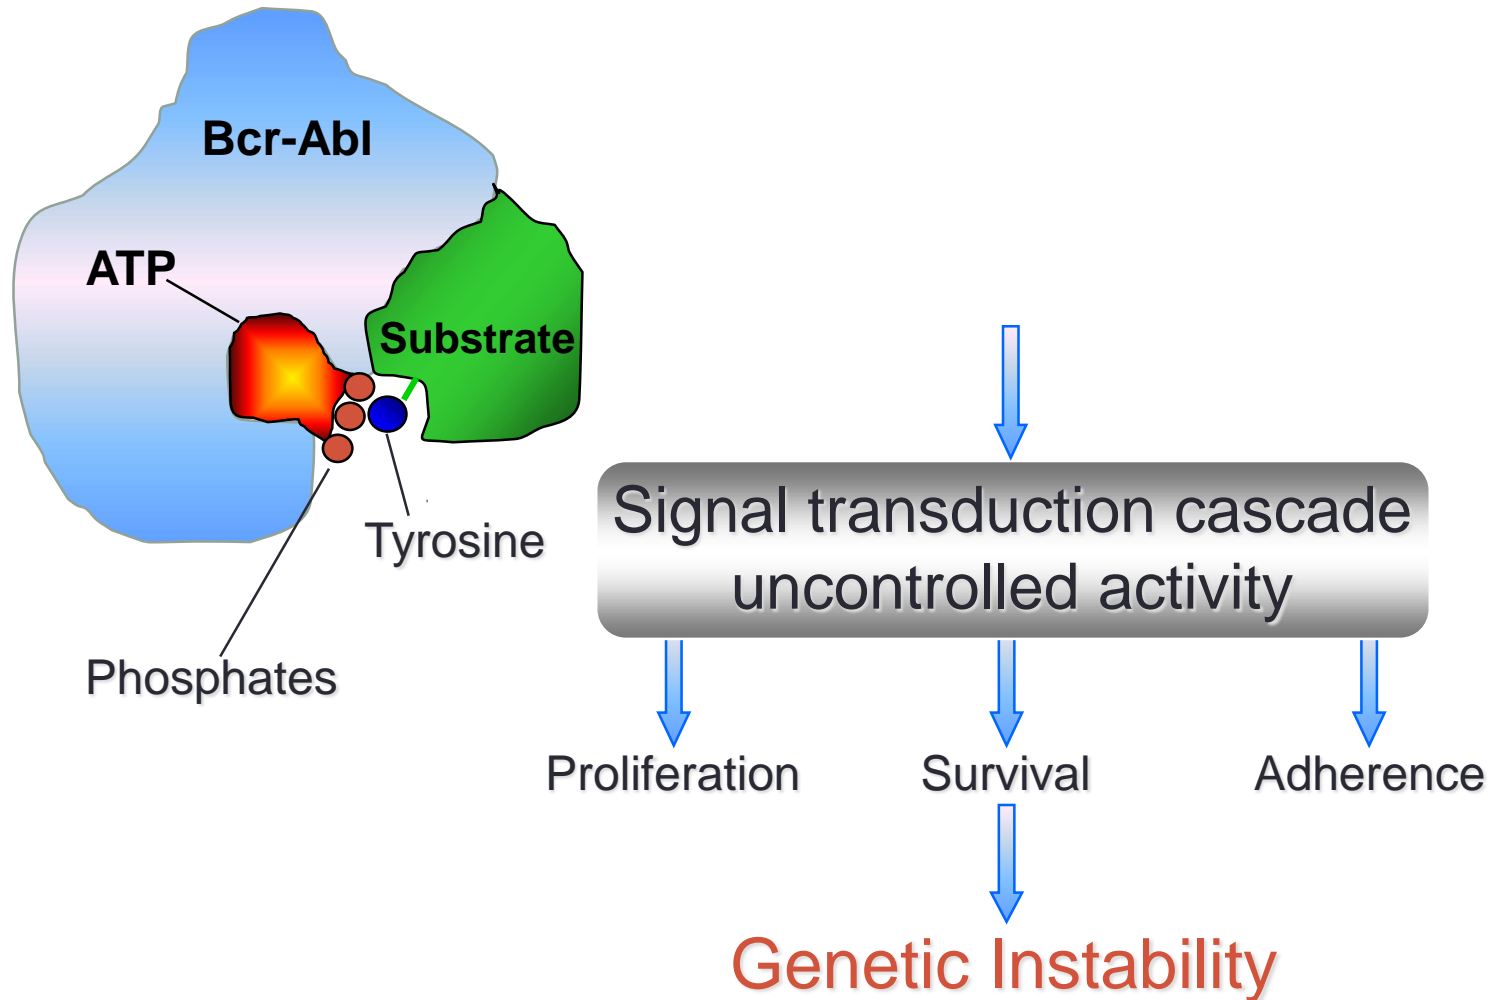 Bcr-Abl
ATP
Substrate
Tyrosine
Phosphates
Signal transduction cascade
uncontrolled activity
Proliferation
Survival
Adherence
Genetic Instability